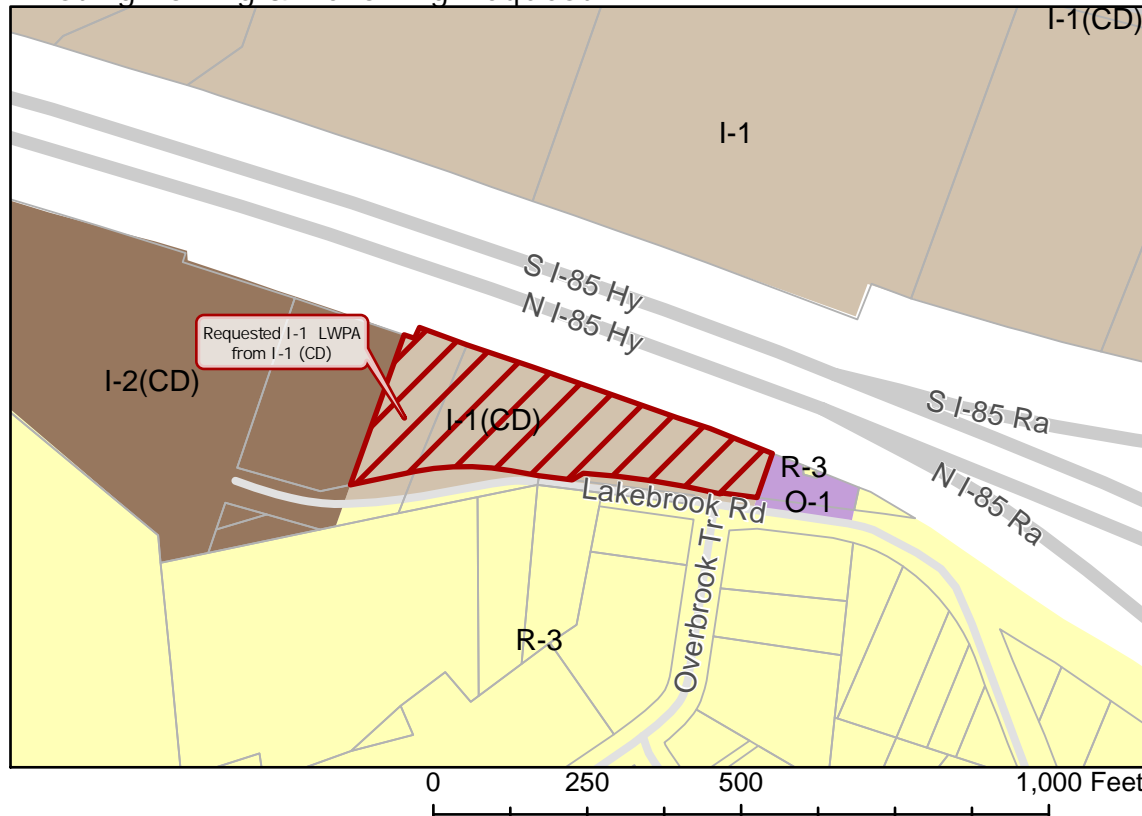 I-1(CD)
I-1
S I-85 Hy
N I-85 Hy
Requested I-1 LWPA
from I-1 (CD)
I-2(CD)
I-1(CD)
S I-85 Ra
R-3
O-1
N I-85 Ra
Lakebrook Rd
Overbrook Tr
R-3
0 250 500 1,000 Feet